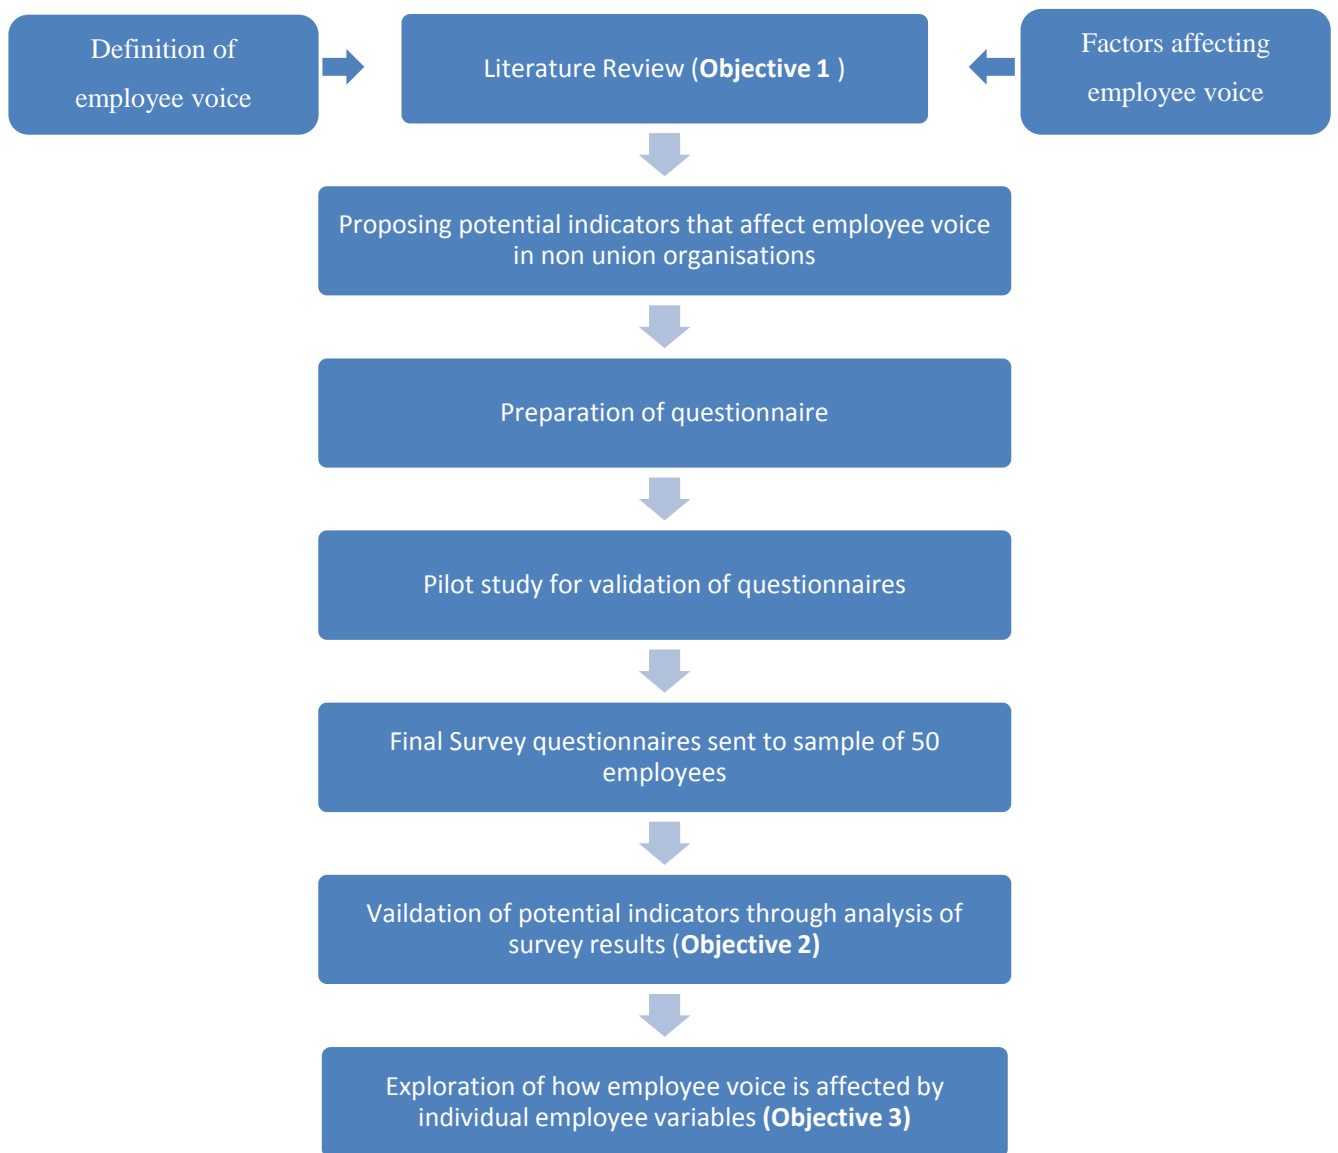 Definition of
employee voice
Literature Review (Objective 1 )
Factors affecting
employee voice
Proposing potential indicators that affect employee voice
in non union organisations
Preparation of questionnaire
Pilot study for validation of questionnaires
Final Survey questionnaires sent to sample of 50
employees
Vaildation of potential indicators through analysis of
survey results (Objective 2)
Exploration of how employee voice is affected by
individual employee variables (Objective 3)